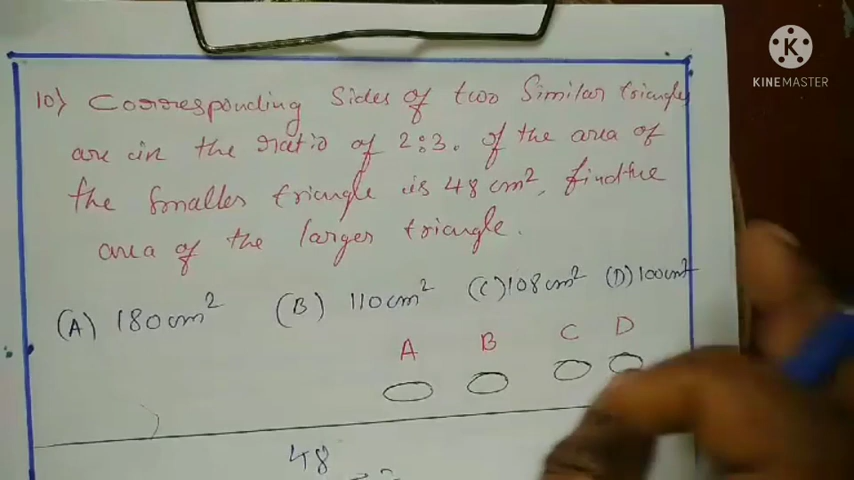 KINEMASTER
10) Corresponding Sides of two Similar triangles
are in the ratio of 2:3. If the area of
the Smaller triangle is 48 cm², find the
area of the larger triangle.
(A) 180 cm² (B) 110 cm² (C) 108 cm² (D) 100 cm²
A B C D
48